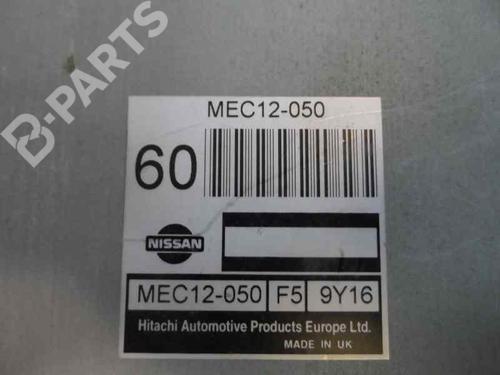 B-PARTS
MEC12-050
60
NISSAN
MEC12-050 F5 9Y16
Hitachi Automotive Products Europe Ltd.
MADE IN UK